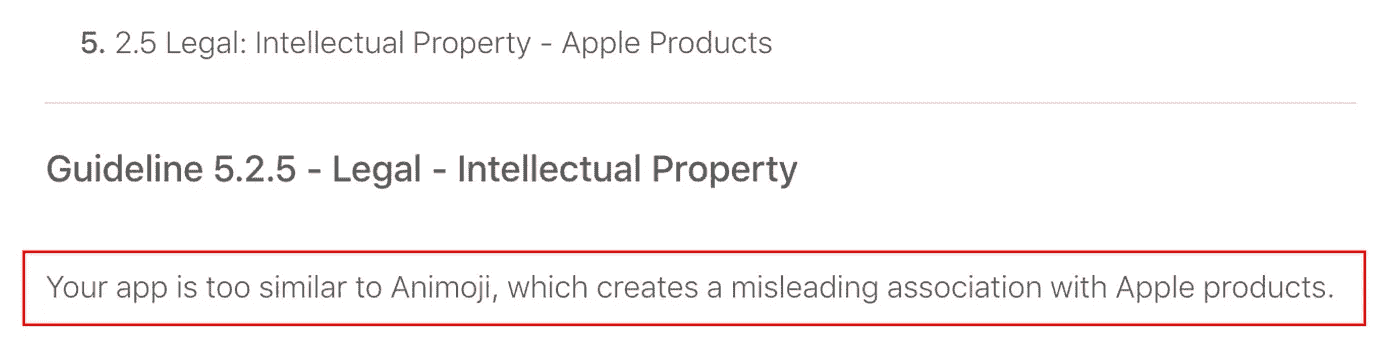 5. 2.5 Legal: Intellectual Property - Apple Products
Guideline 5.2.5 - Legal - Intellectual Property
Your app is too similar to Animoji, which creates a misleading association with Apple products.